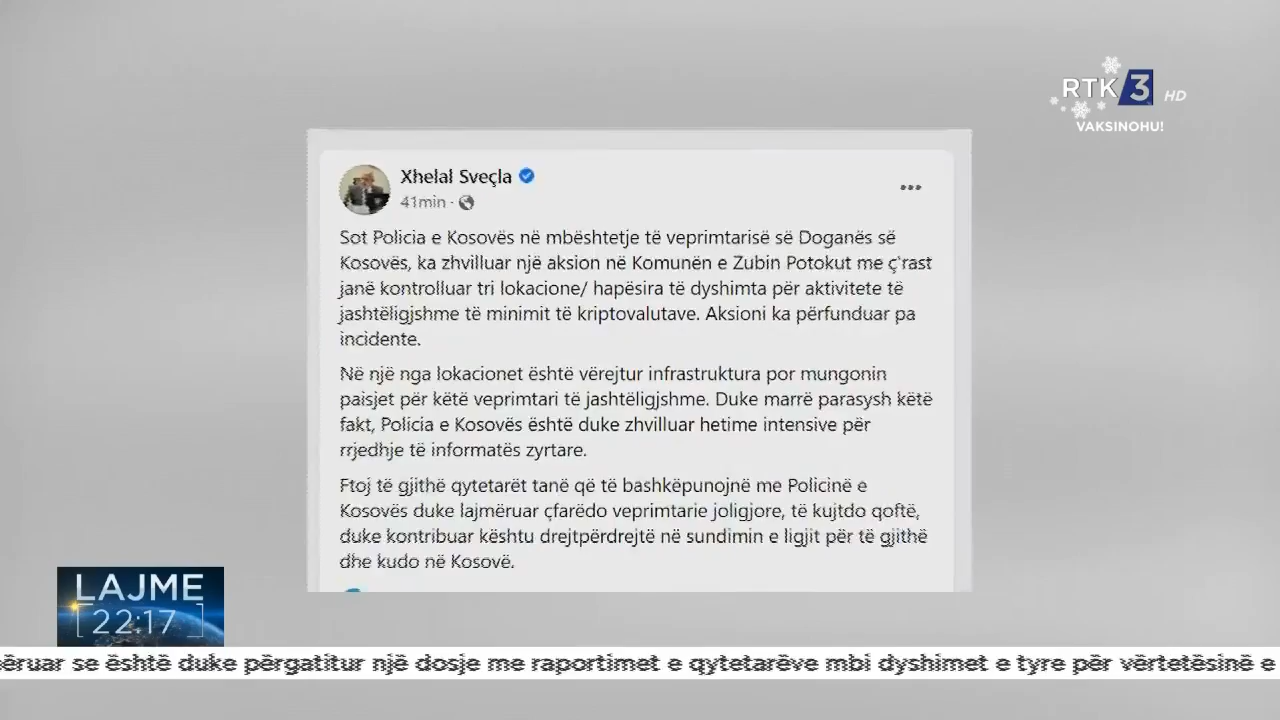 RTK 3 HD
VAKSINOHU!
Xhelal Sveçla
41min ·
Sot Policia e Kosovës në mbështetje të veprimtarisë së Doganës së
Kosovës, ka zhvilluar një aksion në Komunën e Zubin Potokut me ç'rast
janë kontrolluar tri lokacione/ hapësira të dyshimta për aktivitete të
jashtëligjshme të minimit të kriptovalutave. Aksioni ka përfunduar pa
incidente.
Në një nga lokacionet është vërejtur infrastruktura por mungonin
paisjet për këtë veprimtari të jashtëligjshme. Duke marrë parasysh këtë
fakt, Policia e Kosovës është duke zhvilluar hetime intensive për
rrjedhje të informatës zyrtare.
Ftoj të gjithë qytetarët tanë që të bashkëpunojnë me Policinë e
Kosovës duke lajmëruar çfarëdo veprimtarie joligjore, të kujtdo qoftë,
duke kontribuar kështu drejtpërdrejtë në sundimin e ligjit për të gjithë
dhe kudo në Kosovë.
LAJME
22:17
ëruar se është duke përgatitur një dosje me raportimet e qytetarëve mbi dyshimet e tyre për vërtetësinë e